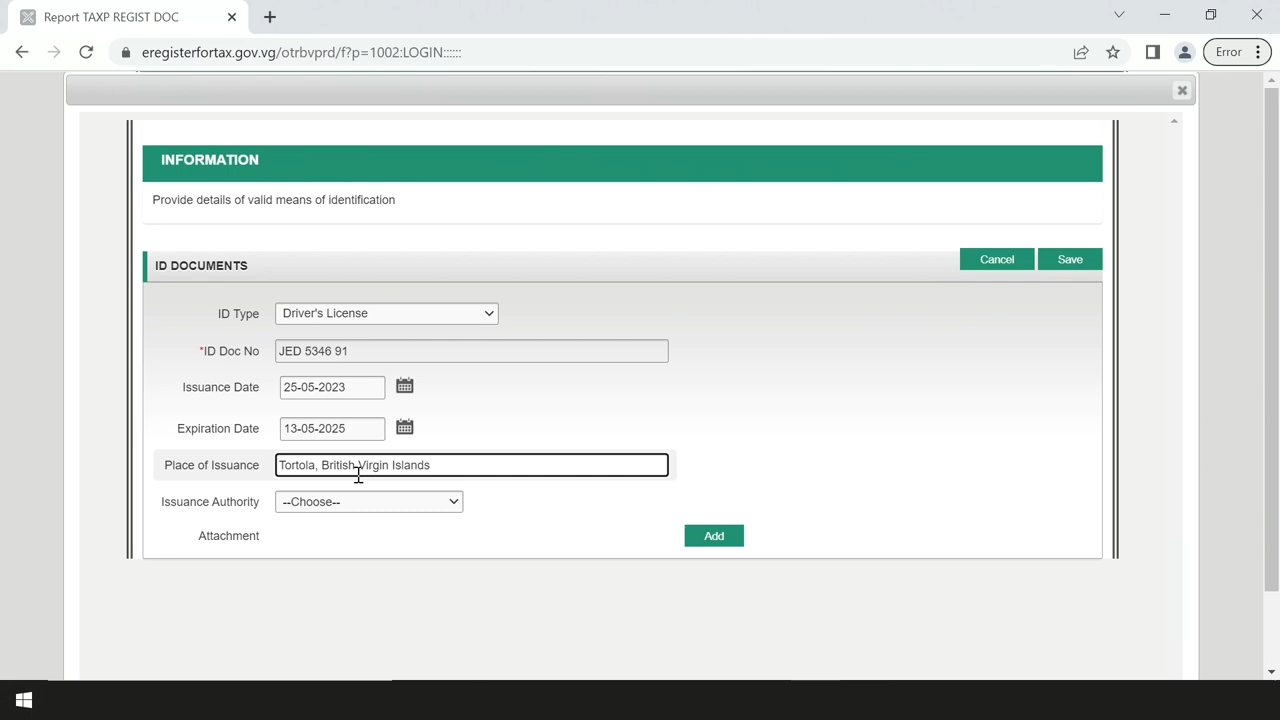 Report TAXP REGIST DOC
eregisterfortax.gov.vg/otrbvprd/f?p=1002:LOGIN::::::
Error
INFORMATION
Provide details of valid means of identification
ID DOCUMENTS
Cancel
Save
ID Type
Driver's License
*ID Doc No
JED 5346 91
Issuance Date
25-05-2023
Expiration Date
13-05-2025
Place of Issuance
Tortola, British Virgin Islands
Issuance Authority
--Choose--
Attachment
Add